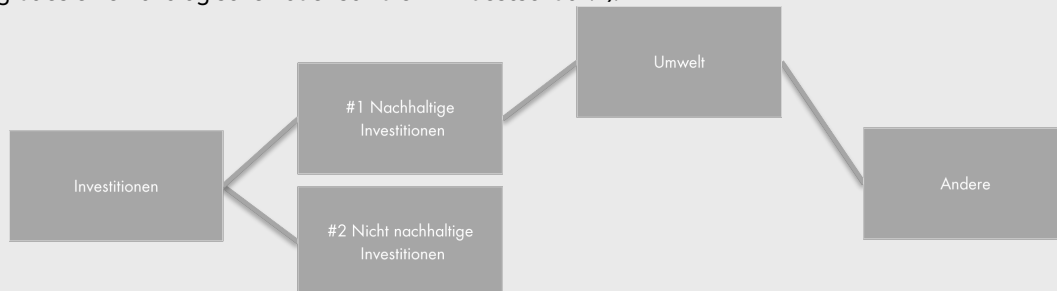 Umwelt
#1 Nachhaltige
Investitionen
Andere
Investitionen
#2 Nicht nachhaltige
Investitionen